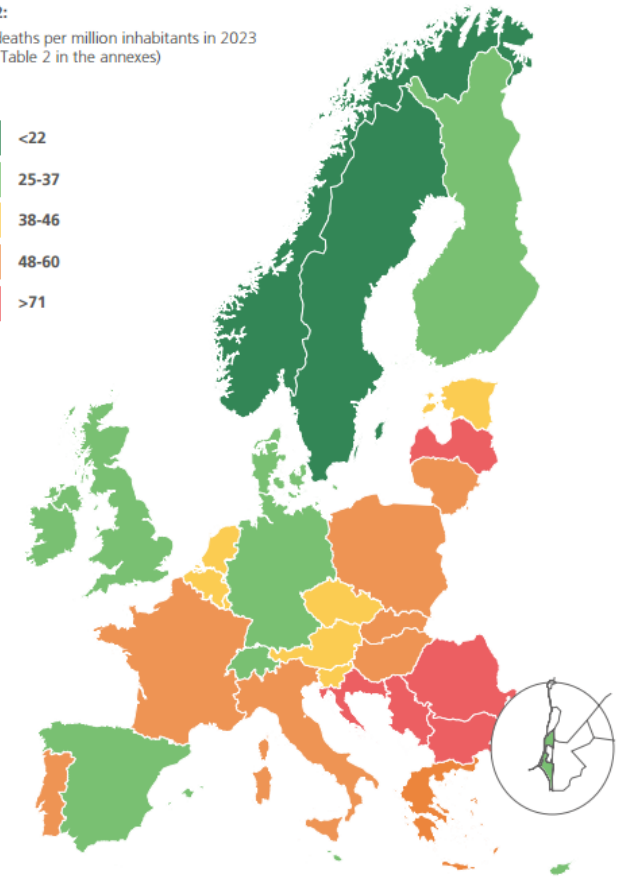 deaths per million inhabitants in 2023
Table 2 in the annexes)
<22
25-37
38-46
48-60
>71